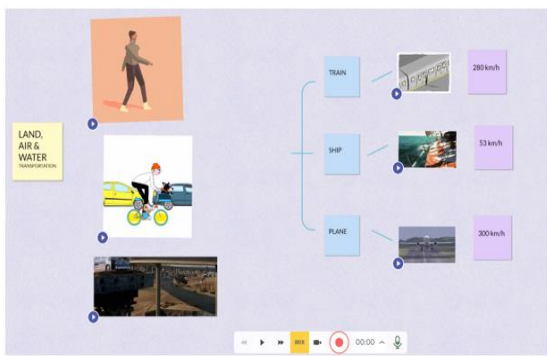 LAND,
AIR &
WATER
TRANSPORTATION
TRAIN
280 km/h
SHIP
53 km/h
PLANE
300 km/h
00:00